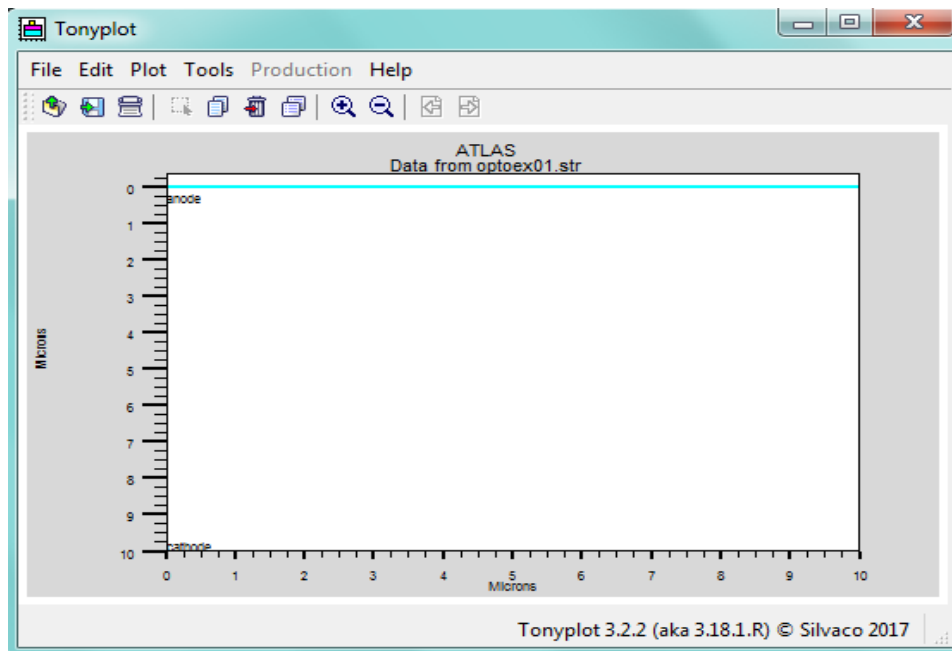 Tonyplot
File Edit Plot Tools Production Help
ATLAS
Data from optoex01.str
0
anode
1
2
3
4
Microns
5
6
7
8
9
cathode
10
0 1 2 3 4 5 6 7 8 9 10
Microns
Tonyplot 3.2.2 (aka 3.18.1.R) © Silvaco 2017